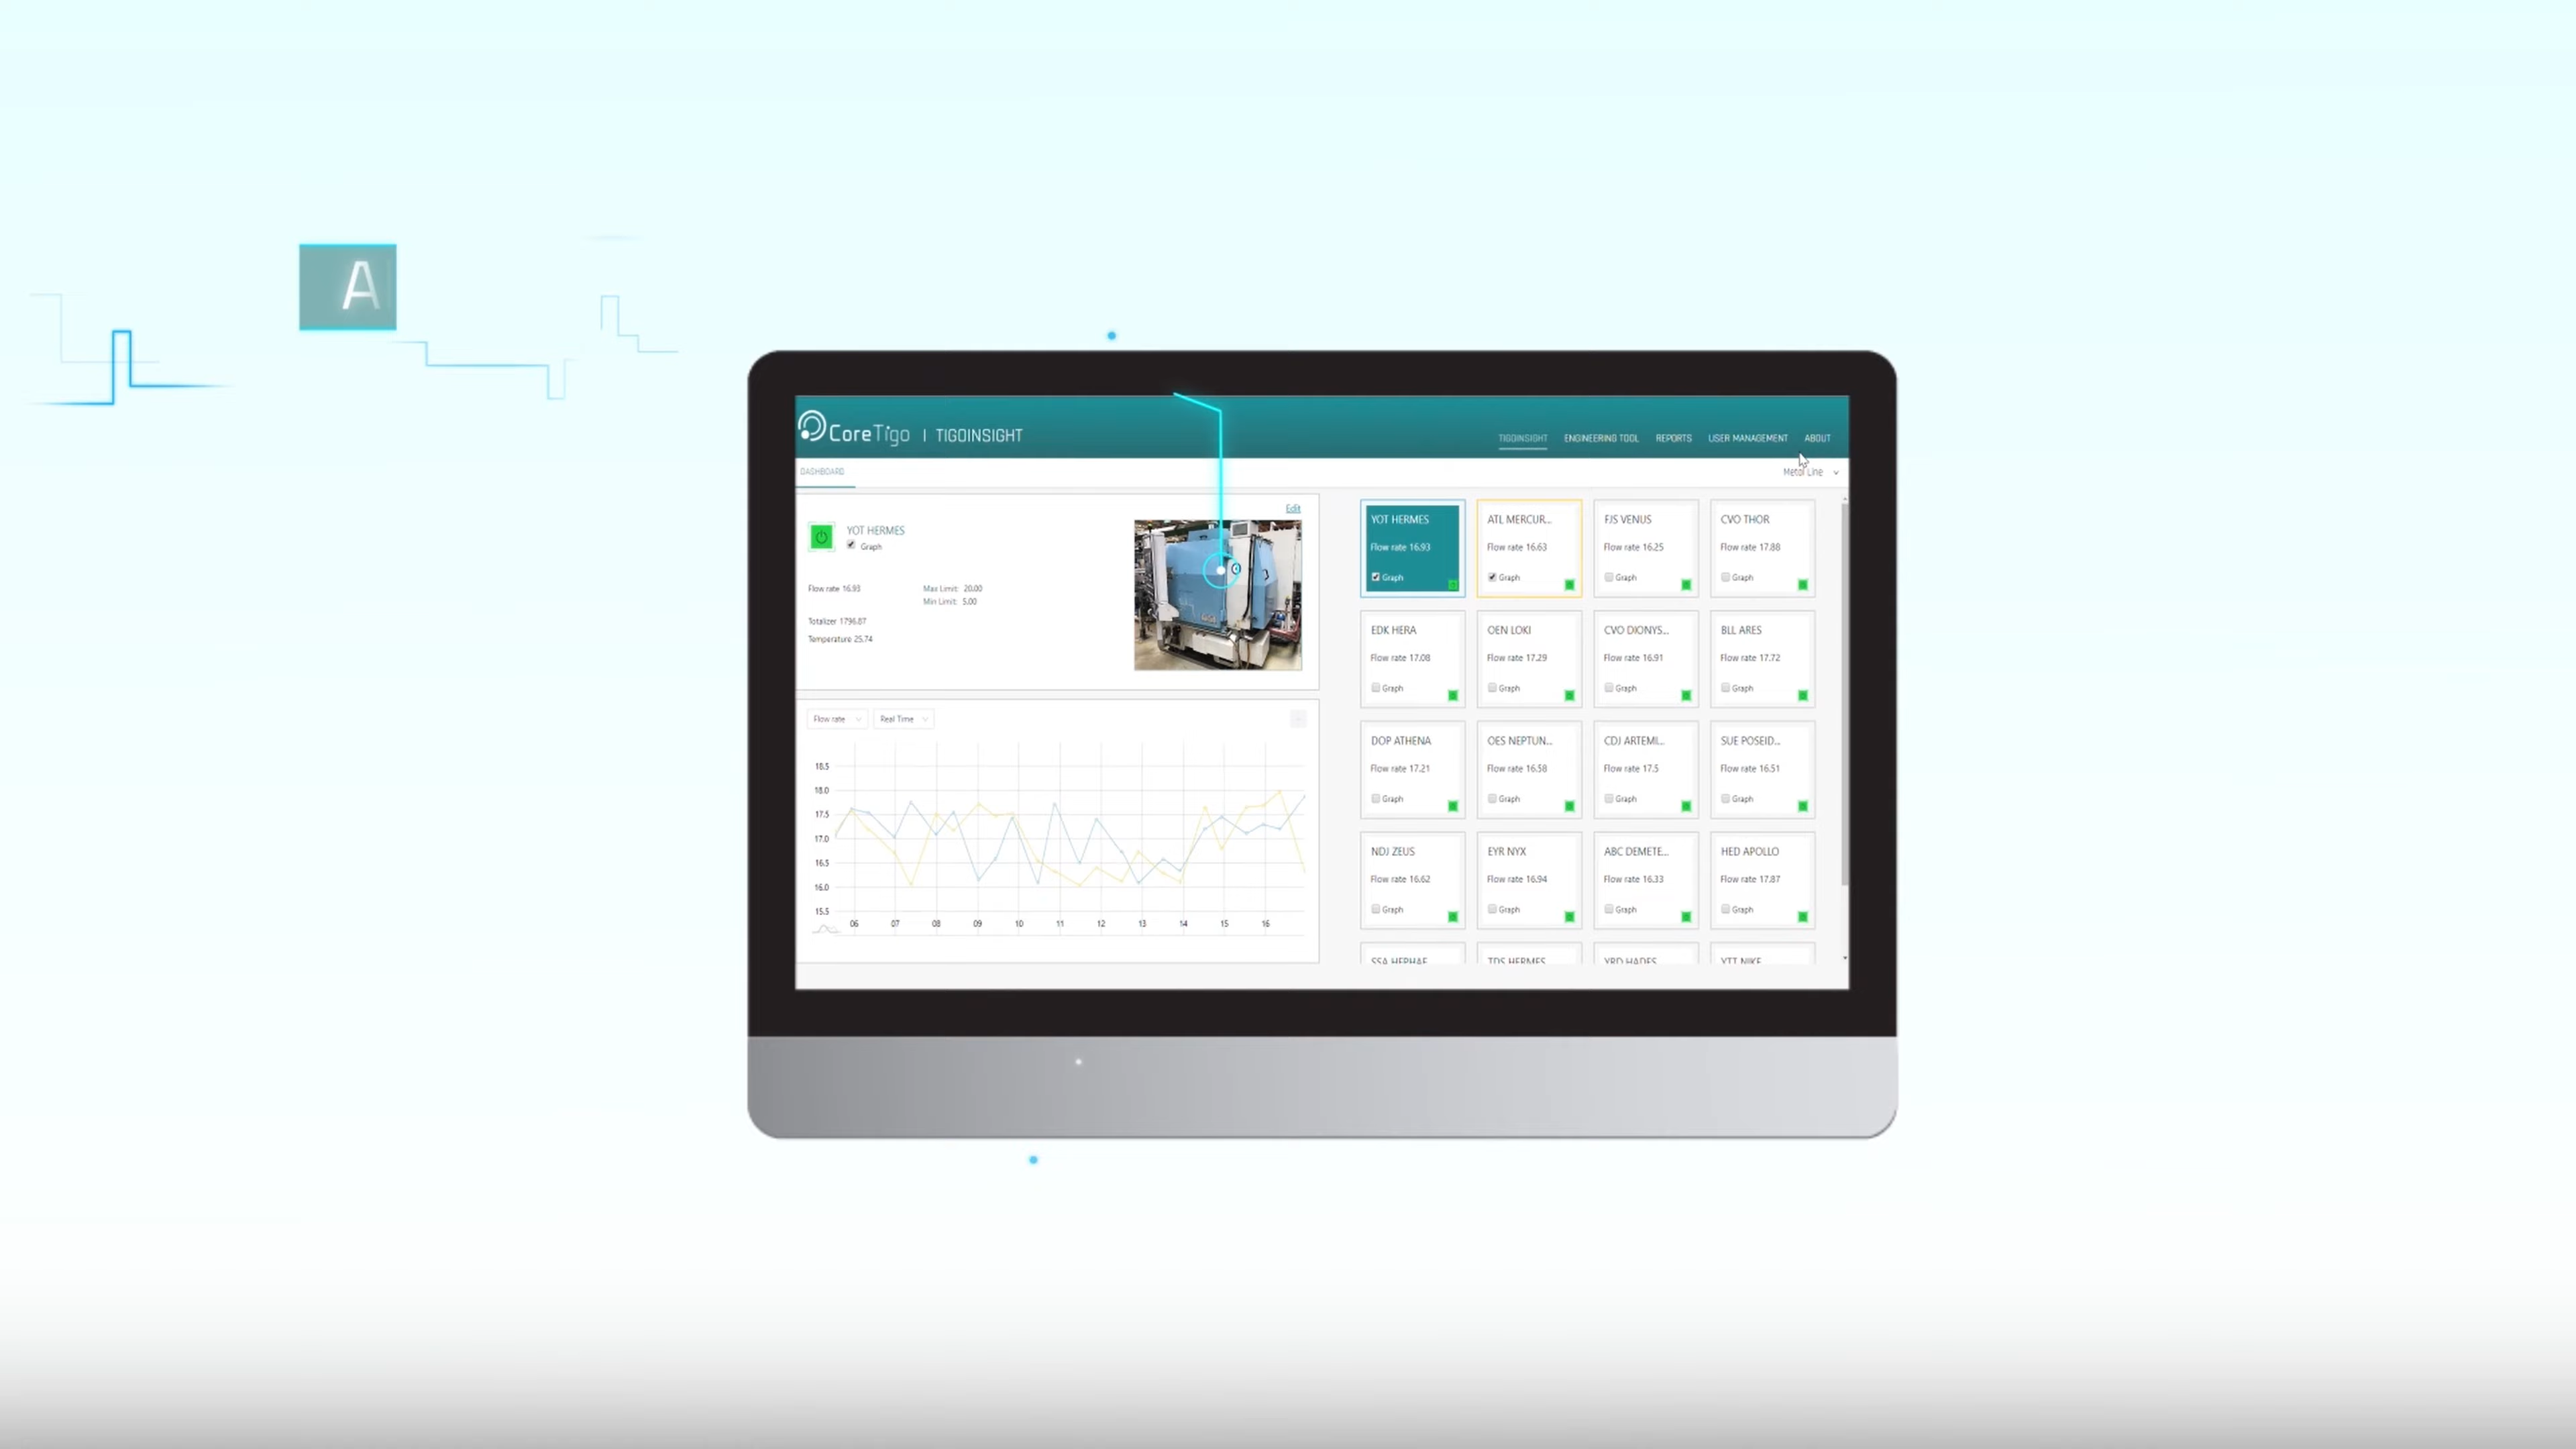 A
CoreTigo | TIGOINSIGHT
TIGOINSIGHT ENGINEERING TOOL REPORTS USER MANAGEMENT ABOUT
DASHBOARD
Metal Line
Edit
YOT HERMES
Graph
Flow rate 16.93
Max Limit: 20.00
Min Limit: 5.00
Totalizer 1796.87
Temperature 25.74
Flow rate
Real Time
18.5
18.0
17.5
17.0
16.5
16.0
15.5
06 07 08 09 10 11 12 13 14 15 16
YOT HERMES
Flow rate 16.93
Graph
ATL MERCUR...
Flow rate 16.63
Graph
FJS VENUS
Flow rate 16.25
Graph
CVO THOR
Flow rate 17.88
Graph
EDK HERA
Flow rate 17.08
Graph
OEN LOKI
Flow rate 17.29
Graph
CVO DIONYS...
Flow rate 16.91
Graph
BLL ARES
Flow rate 17.72
Graph
DOP ATHENA
Flow rate 17.21
Graph
OES NEPTUN...
Flow rate 16.58
Graph
CDJ ARTEMI...
Flow rate 17.5
Graph
SUE POSEID...
Flow rate 16.51
Graph
NDJ ZEUS
Flow rate 16.62
Graph
EYR NYX
Flow rate 16.94
Graph
ABC DEMETE...
Flow rate 16.33
Graph
HED APOLLO
Flow rate 17.87
Graph
SSA HEPHAE
TDS HERMES
YRD HADES
YTT NIKE